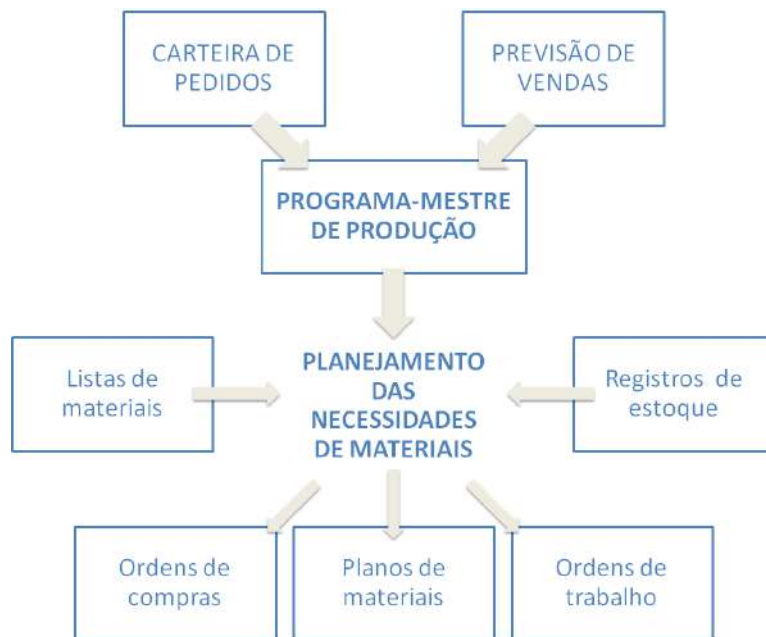 CARTEIRA DE
PEDIDOS
PREVISÃO DE
VENDAS
PROGRAMA-MESTRE
DE PRODUÇÃO
Listas de
materiais
PLANEJAMENTO
DAS
NECESSIDADES
DE MATERIAIS
Registros de
estoque
Ordens de
compras
Planos de
materiais
Ordens de
trabalho